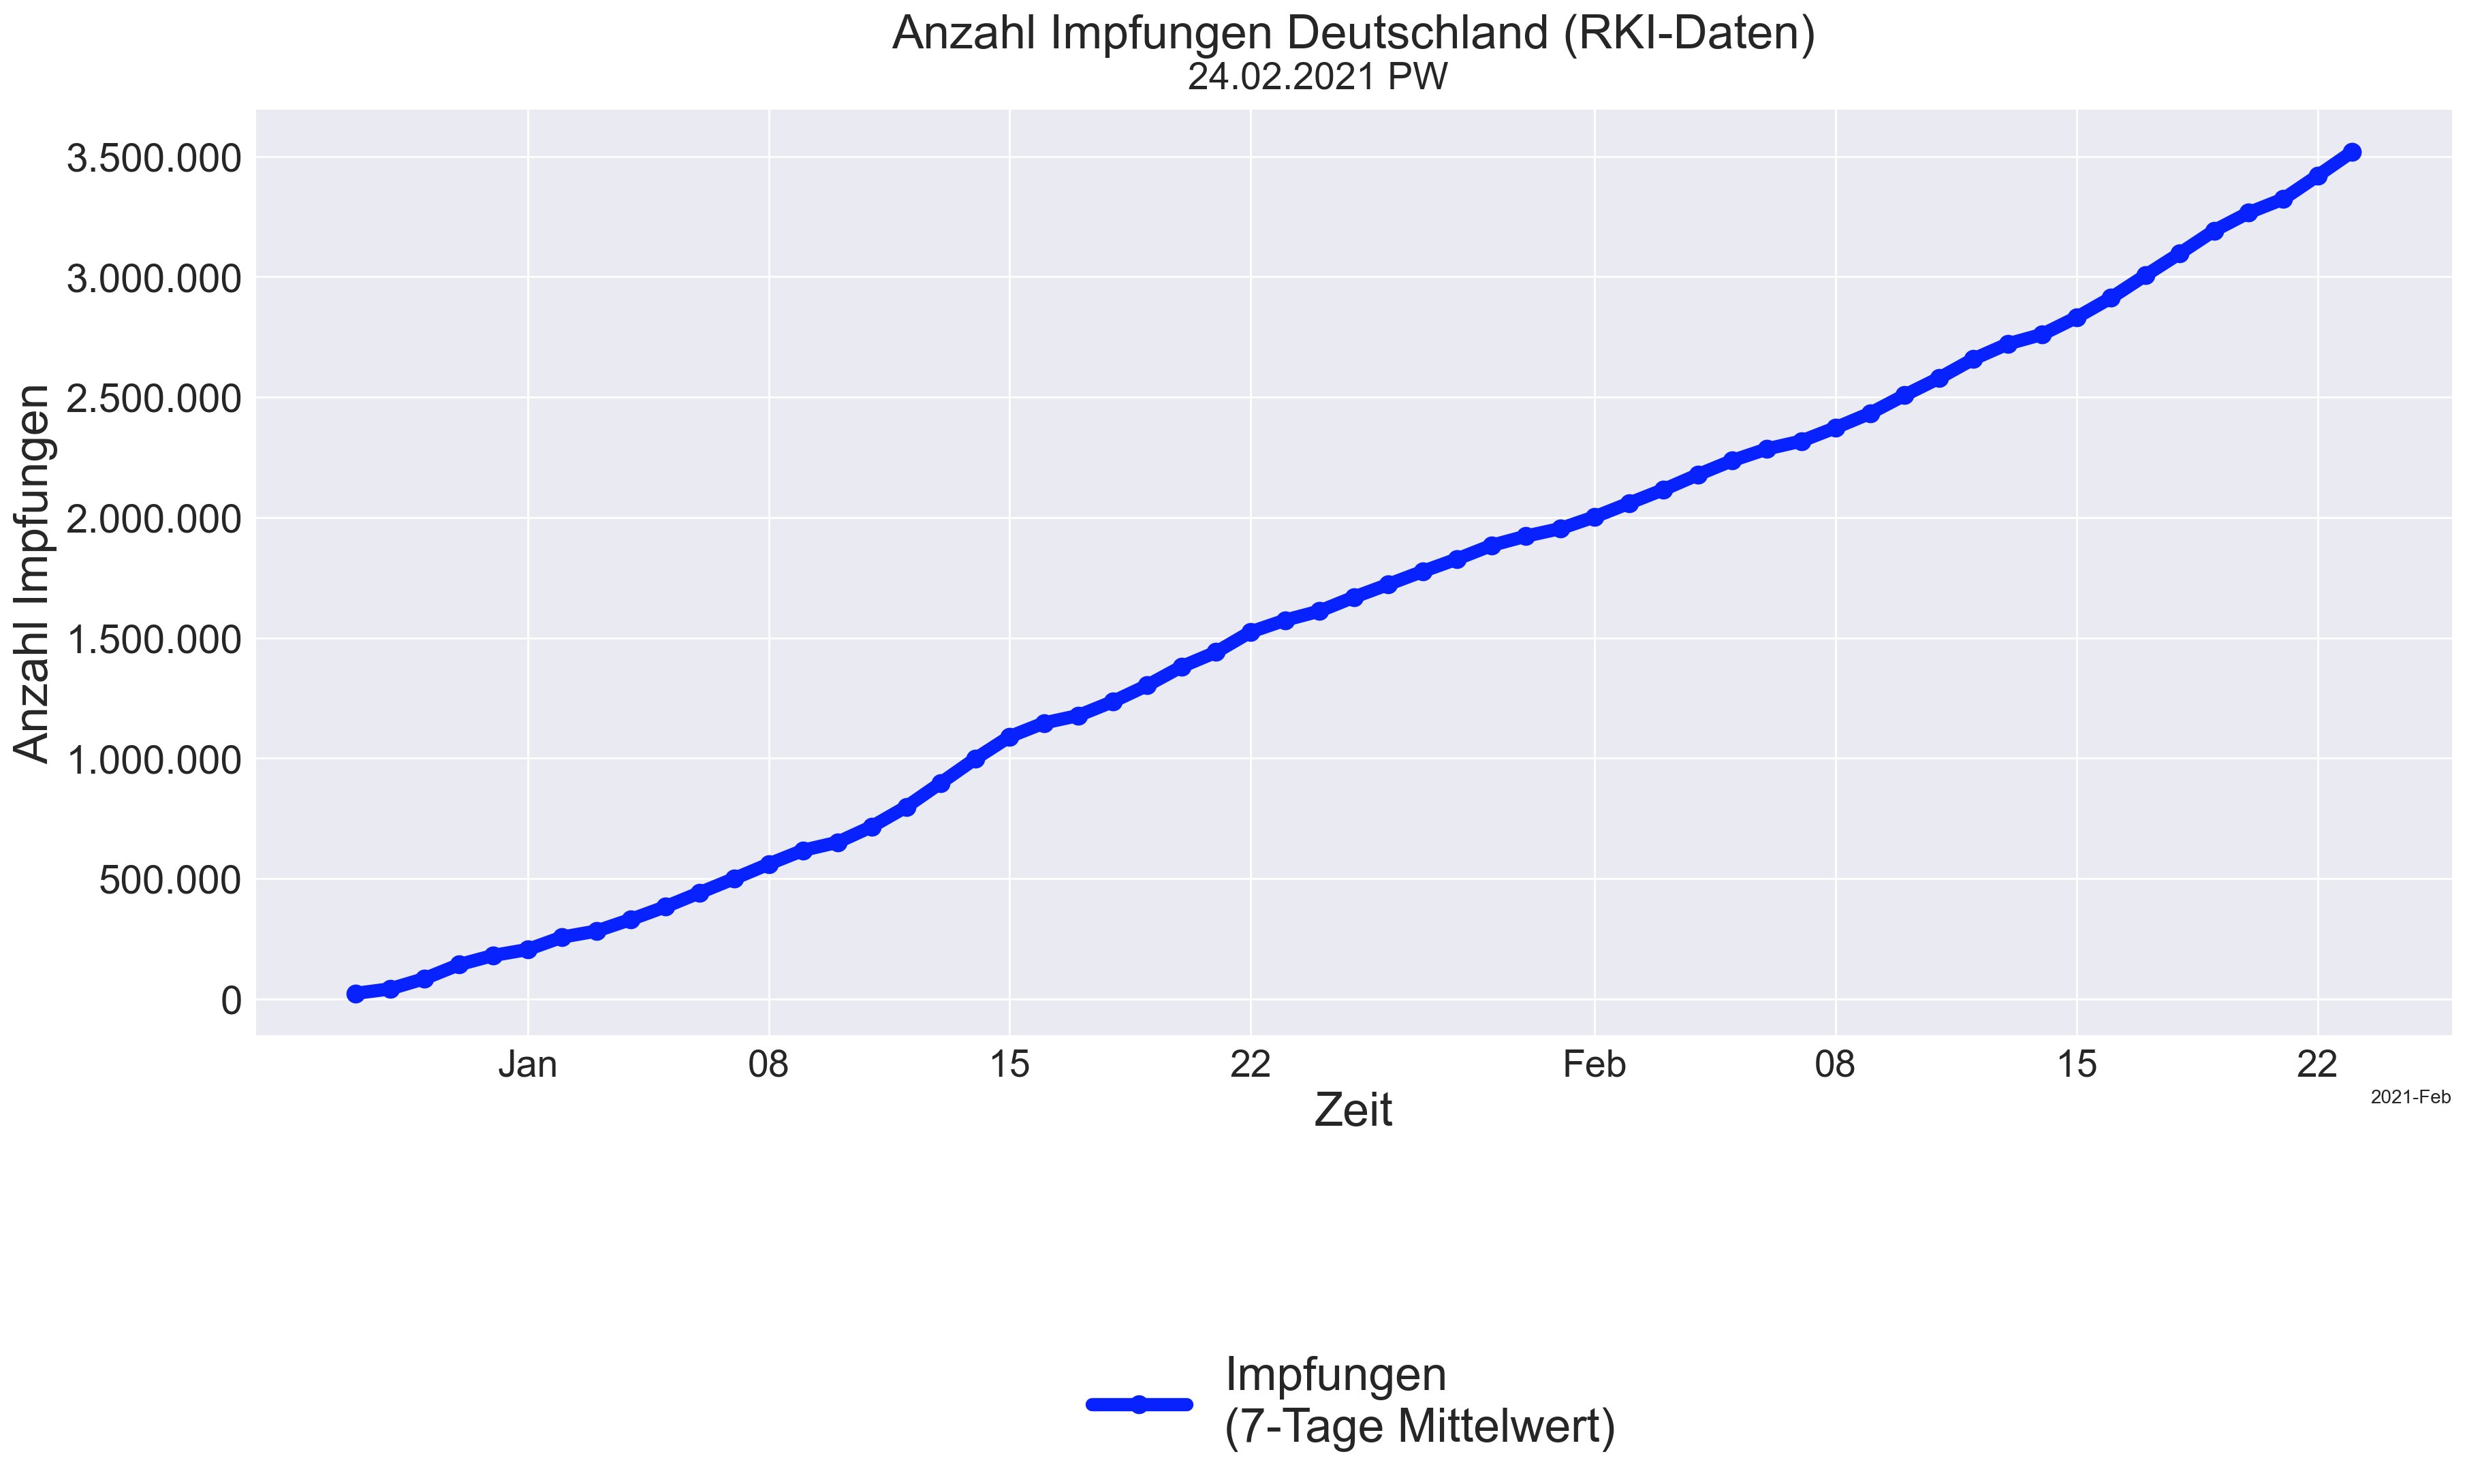 Anzahl Impfungen Deutschland (RKI-Daten)
24.02.2021 PW
Anzahl Impfungen
3.500.000
3.000.000
2.500.000
2.000.000
1.500.000
1.000.000
500.000
0
Jan 08 15 22 Feb 08 15 22
Zeit
2021-Feb
Impfungen
(7-Tage Mittelwert)